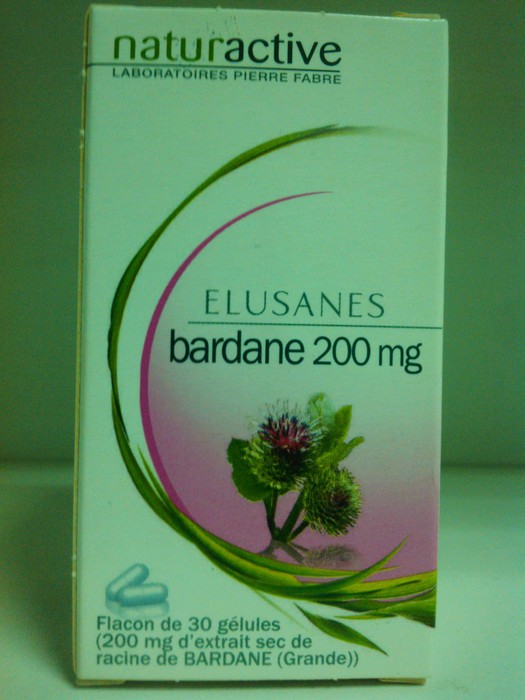 naturactive
LABORATOIRES PIERRE FABRE
ELUSANES
bardane 200 mg
Flacon de 30 gélules
(200 mg d'extrait sec de
racine de BARDANE (Grande))